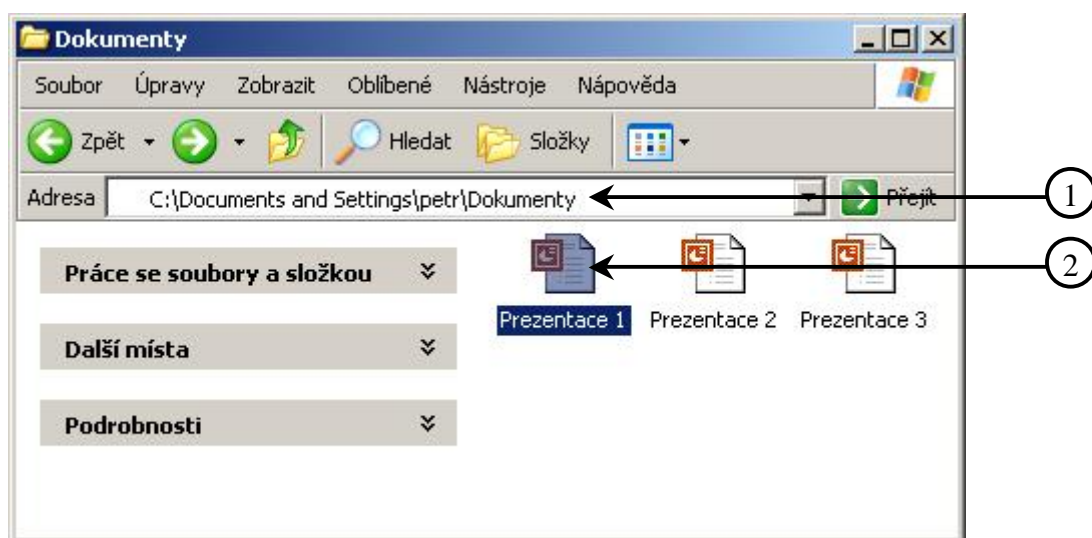 Dokumenty
Soubor Úpravy Zobrazit Oblíbené Nástroje Nápověda
Zpět Hledat Složky
Adresa C:\Documents and Settings\petr\Dokumenty Přejít
1
2
Práce se soubory a složkou
Prezentace 1 Prezentace 2 Prezentace 3
Další místa
Podrobnosti